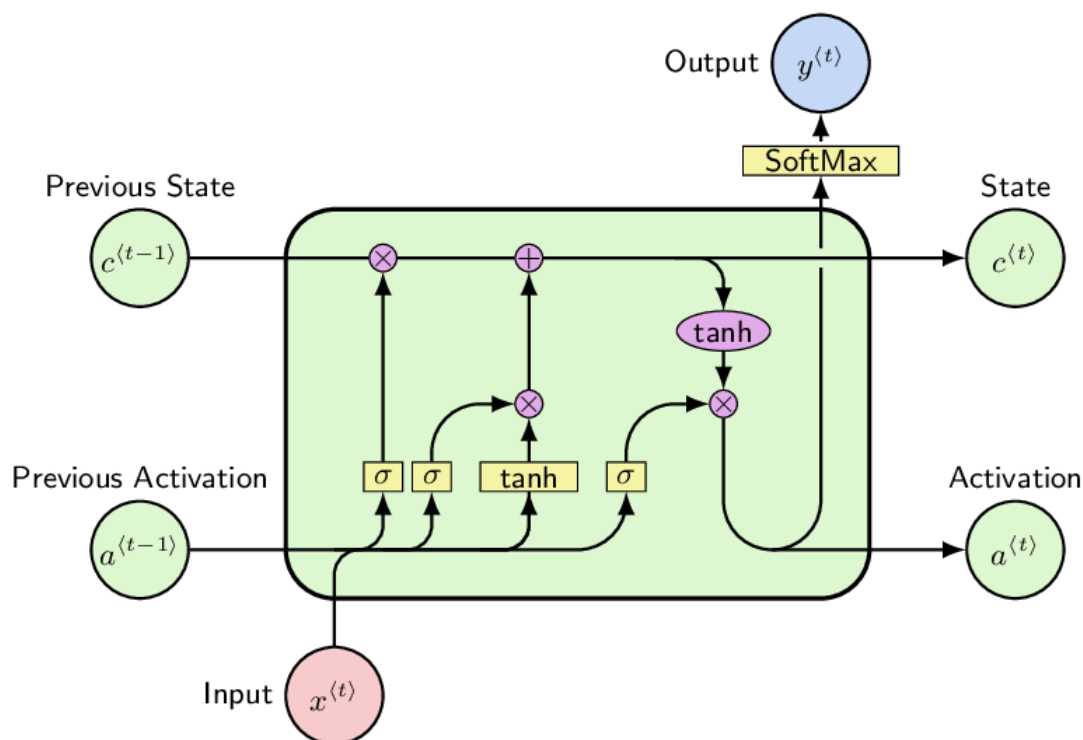 Output
y⟨t⟩
SoftMax
Previous State
State
c⟨t−1⟩
×
+
c⟨t⟩
tanh
×
×
Previous Activation
σ
σ
tanh
σ
Activation
a⟨t−1⟩
a⟨t⟩
Input
x⟨t⟩